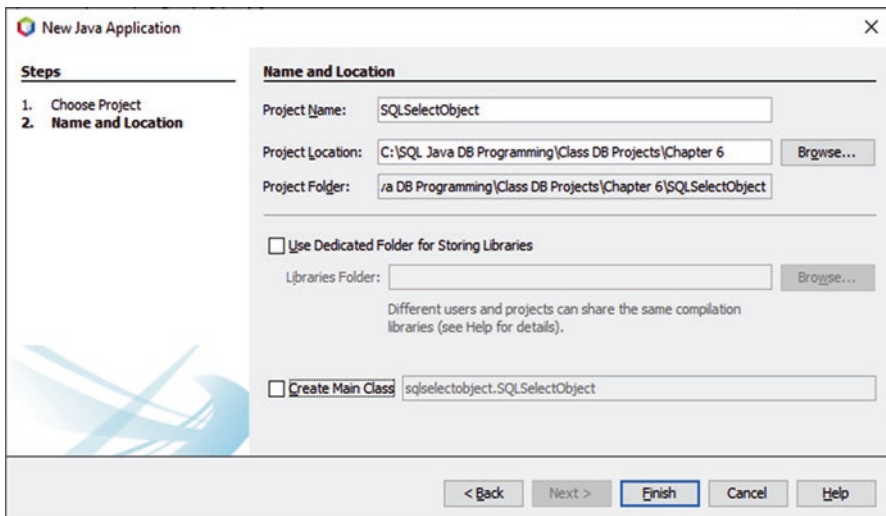 New Java Application
Steps
1. Choose Project
2. Name and Location
Name and Location
Project Name: SQLSelectObject
Project Location: C:\SQL Java DB Programming\Class DB Projects\Chapter 6 Browse...
Project Folder: va DB Programming\Class DB Projects\Chapter 6\SQLSelectObject
Use Dedicated Folder for Storing Libraries
Libraries Folder: Browse...
Different users and projects can share the same compilation
libraries (see Help for details).
Create Main Class sqlselectobject.SQLSelectObject
< Back Next > Finish Cancel Help